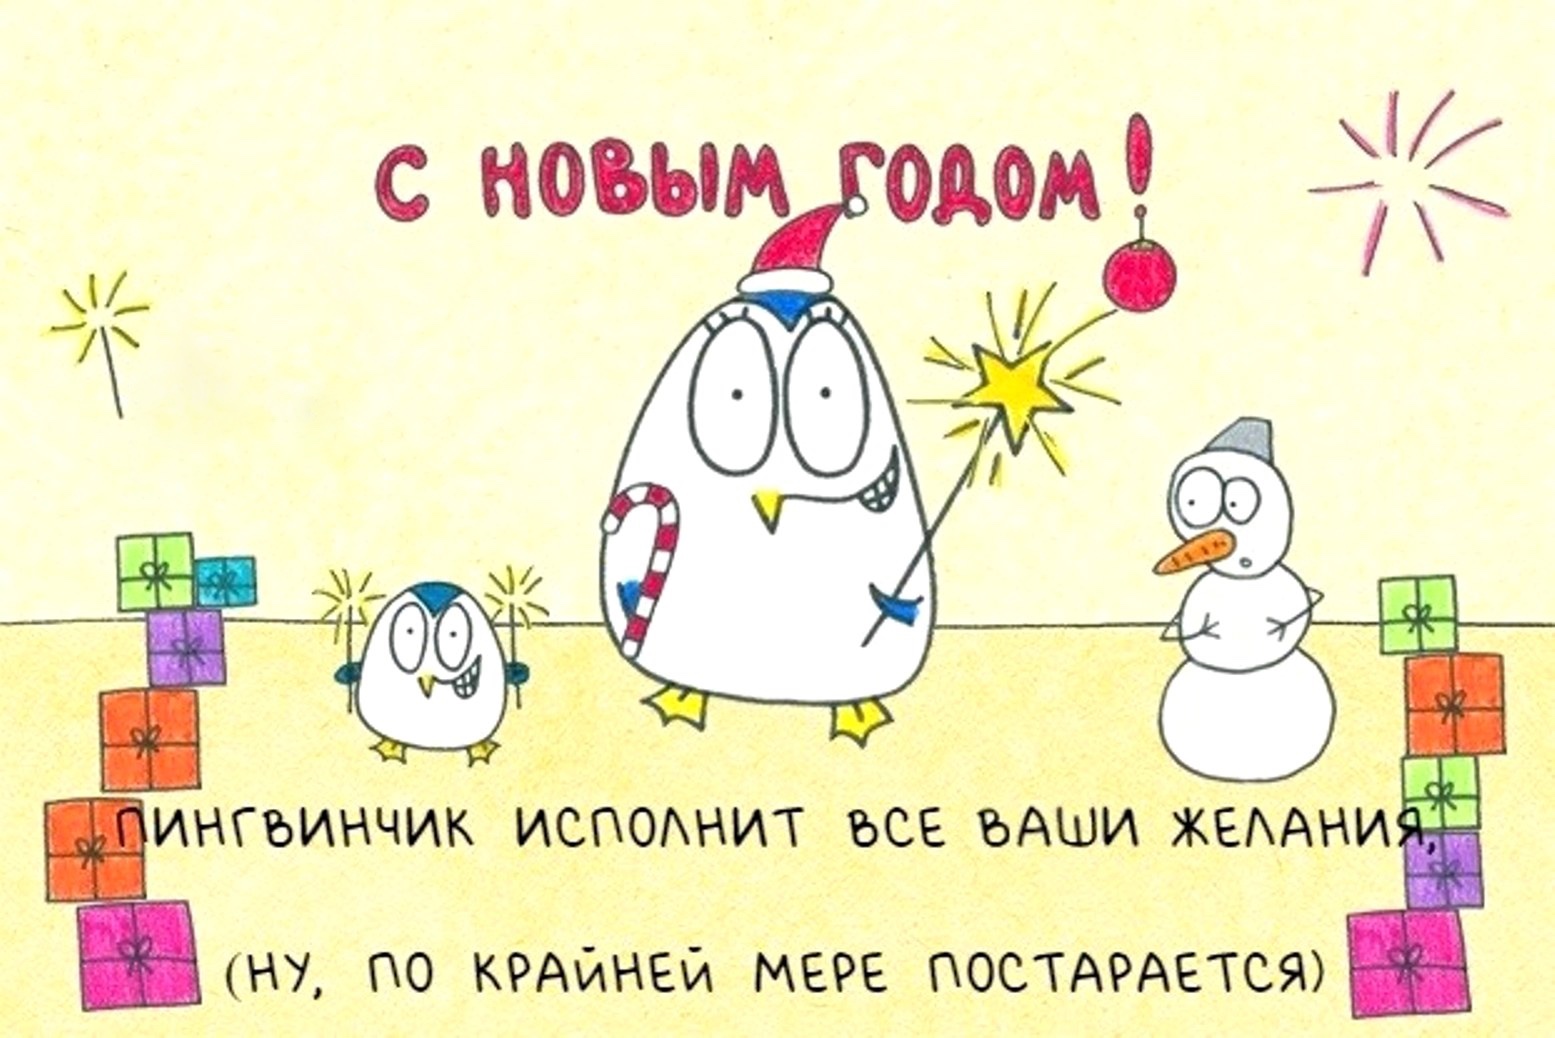 С НОВЫМ ГОДОМ!
ПИНГВИНЧИК ИСПОЛНИТ ВСЕ ВАШИ ЖЕЛАНИЯ,
(НУ, ПО КРАЙНЕЙ МЕРЕ ПОСТАРАЕТСЯ)